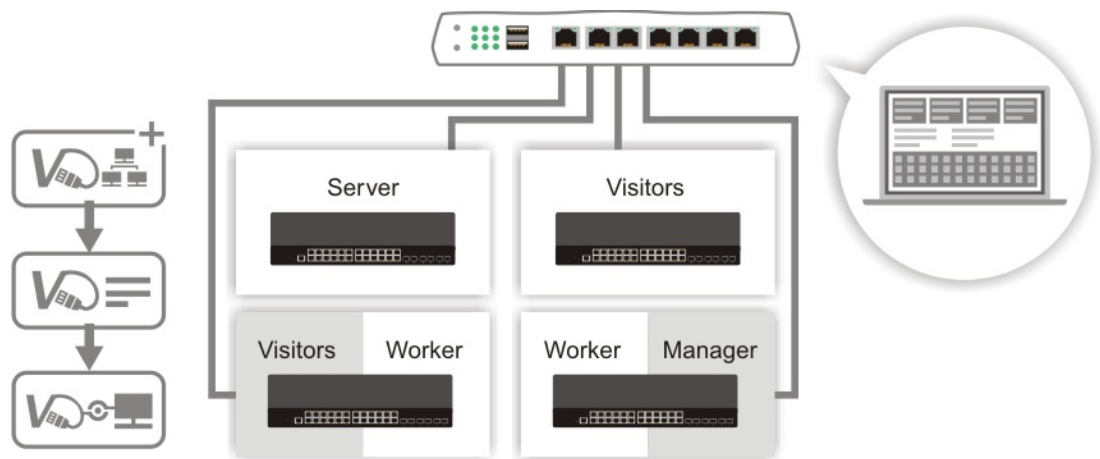 V
V
V
Server
Visitors
Visitors Worker
Worker Manager